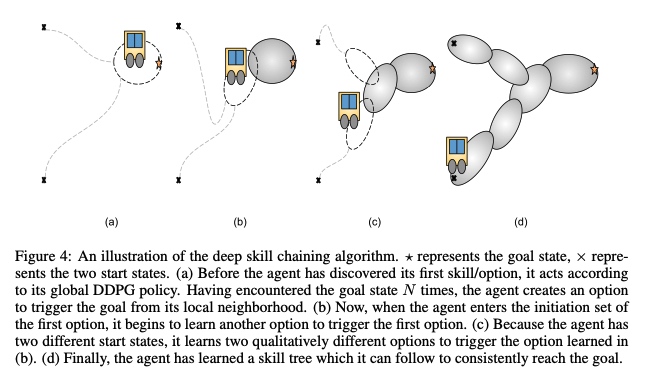 (a)
(b)
(c)
(d)
Figure 4: An illustration of the deep skill chaining algorithm. ⋆ represents the goal state, × repre-
sents the two start states. (a) Before the agent has discovered its first skill/option, it acts according
to its global DDPG policy. Having encountered the goal state N times, the agent creates an option
to trigger the goal from its local neighborhood. (b) Now, when the agent enters the initiation set of
the first option, it begins to learn another option to trigger the first option. (c) Because the agent has
two different start states, it learns two qualitatively different options to trigger the option learned in
(b). (d) Finally, the agent has learned a skill tree which it can follow to consistently reach the goal.